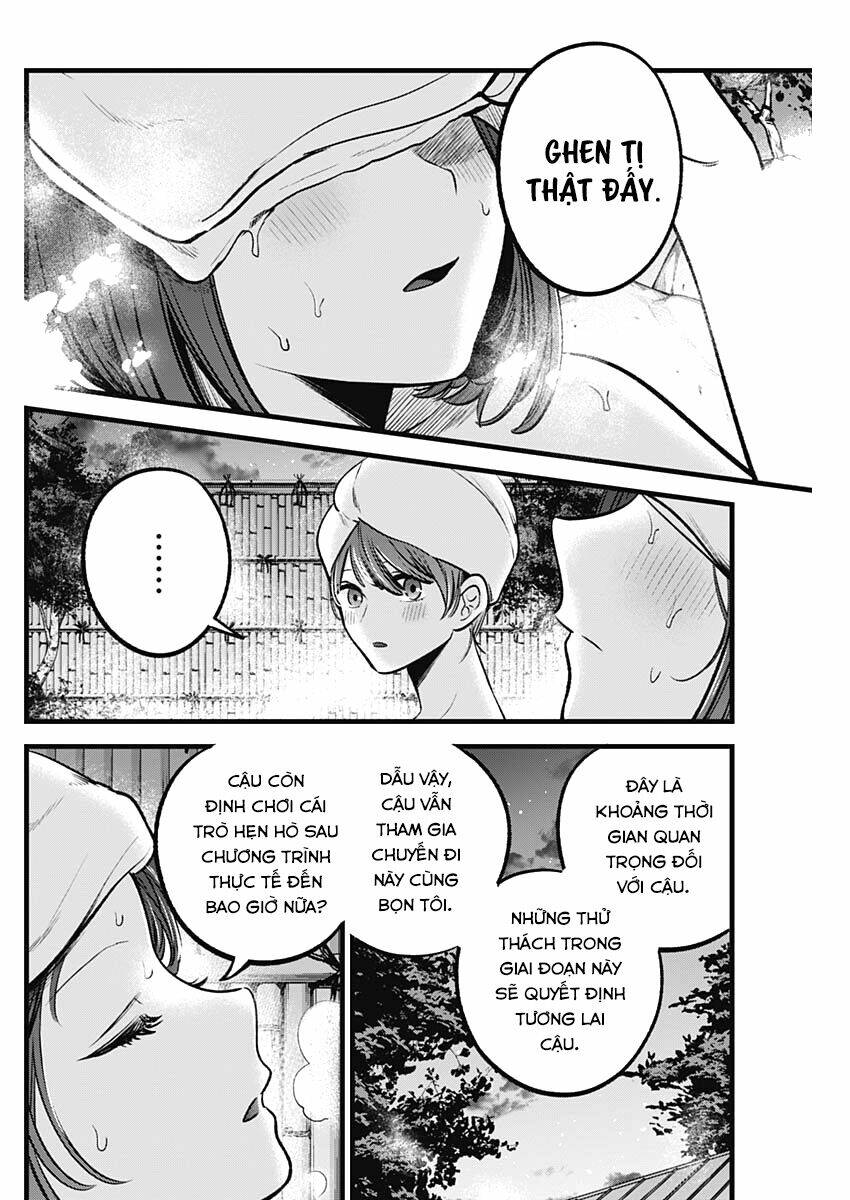 GHEN TỊ
THẬT ĐẤY.
......
ĐÂY LÀ
KHOẢNG THỜI
GIAN QUAN
TRỌNG ĐỐI
VỚI CẬU.
NHỮNG THỬ
THÁCH TRONG
GIAI ĐOẠN NÀY
SẼ QUYẾT ĐỊNH
TƯƠNG LAI
CẬU.
DẪU VẬY,
CẬU VẪN
THAM GIA
CHUYẾN ĐI
NÀY CÙNG
BỌN TÔI.
CẬU CÒN
ĐỊNH CHƠI CÁI
TRÒ HẸN HÒ SAU
CHƯƠNG TRÌNH
THỰC TẾ ĐẾN
BAO GIỜ NỮA?